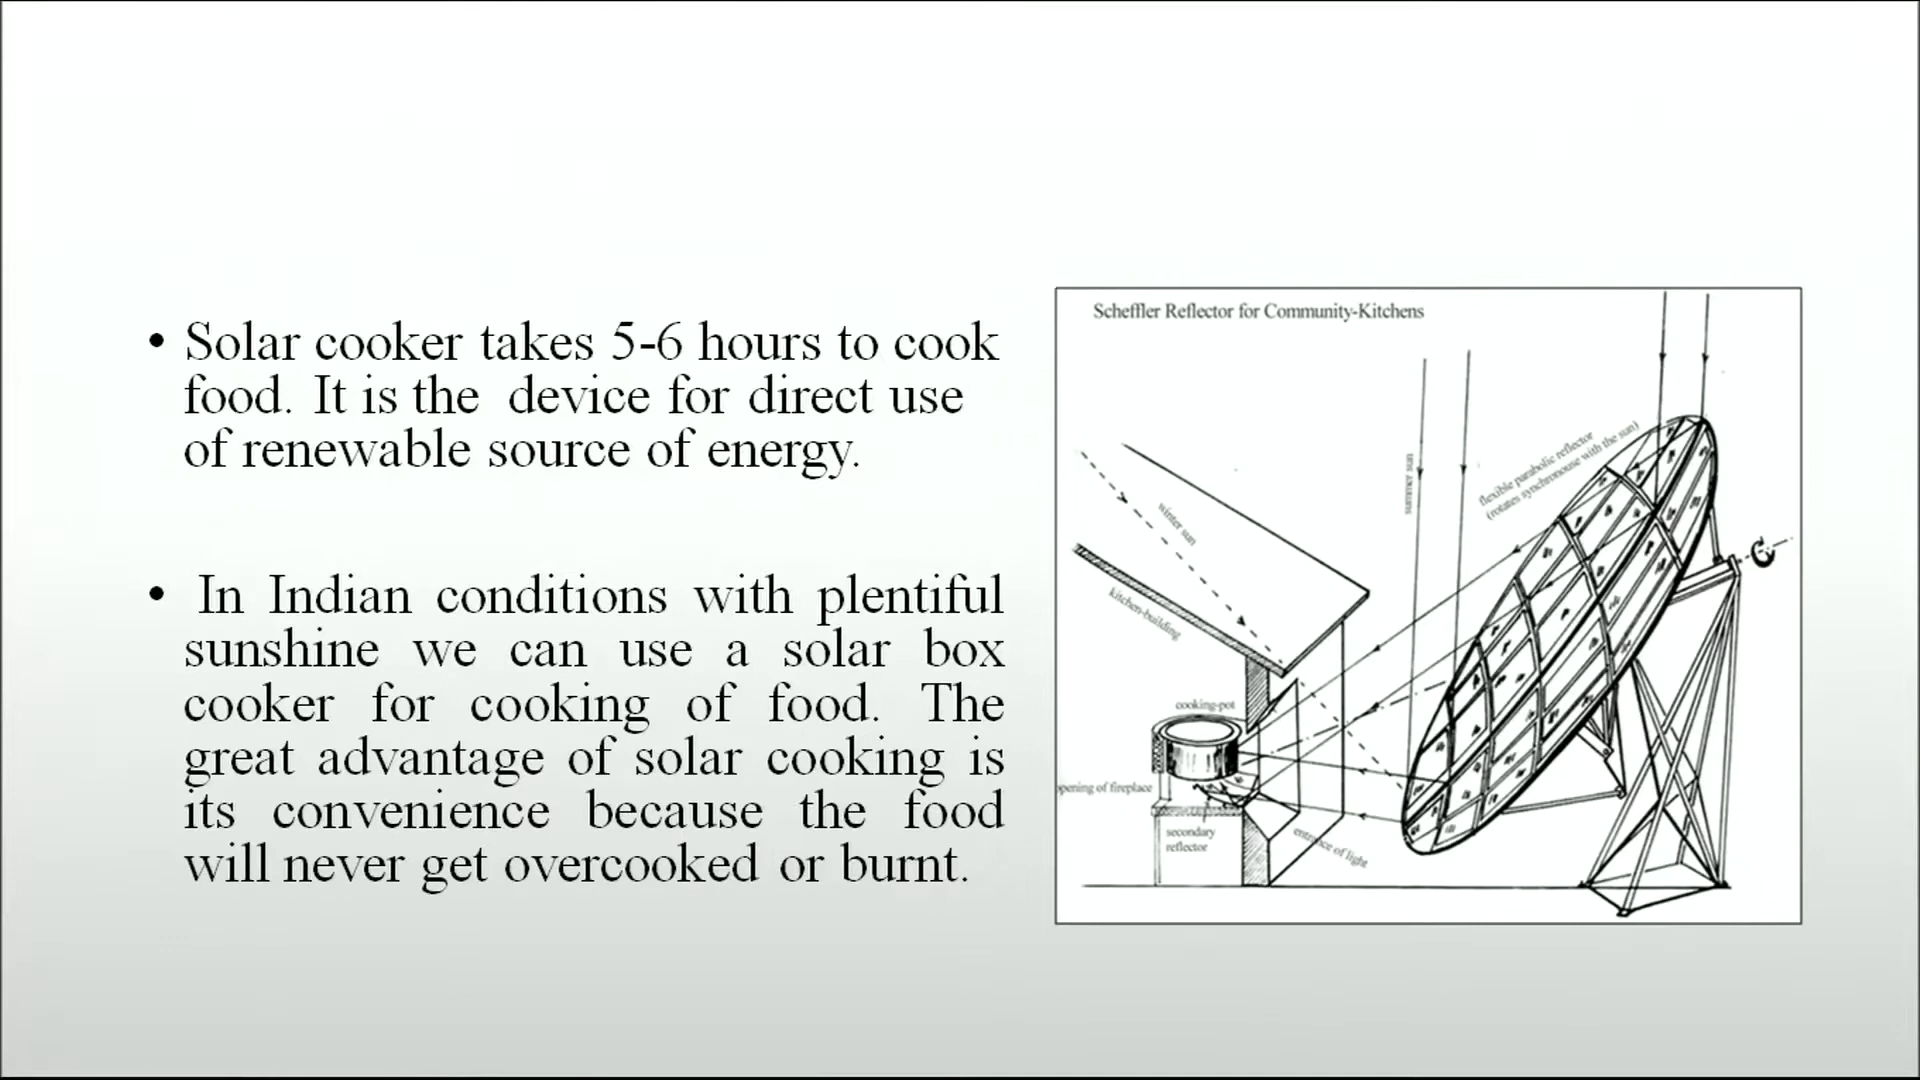 • Solar cooker takes 5-6 hours to cook
food. It is the device for direct use
of renewable source of energy.
• In Indian conditions with plentiful
sunshine we can use a solar box
cooker for cooking of food. The
great advantage of solar cooking is
its convenience because the food
will never get overcooked or burnt.
Scheffler Reflector for Community-Kitchens
flexible parabolic reflector
(rotates synchronouse with the sun)
summer sun
winter sun
kitchen-building
cooking-pot
pening of fireplace
secondary
reflector
entrance of light